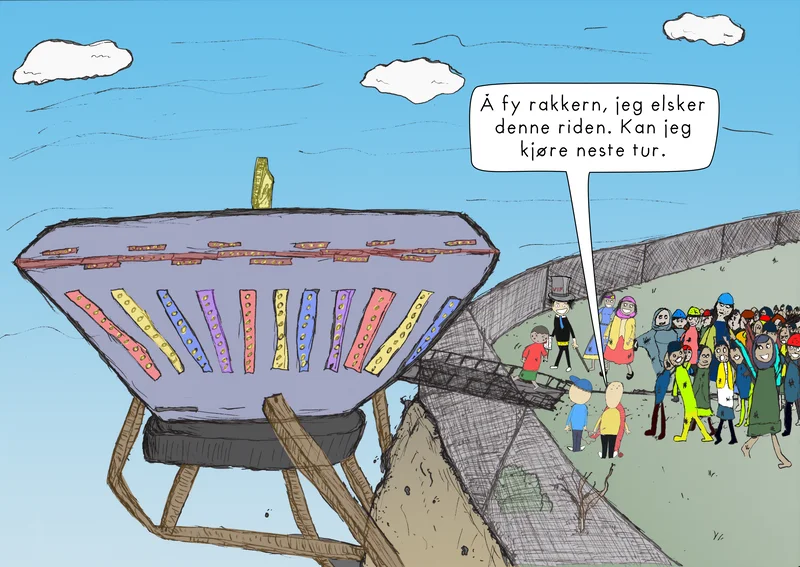 Å fy rakkern, jeg elsker
denne riden. Kan jeg
kjøre neste tur.